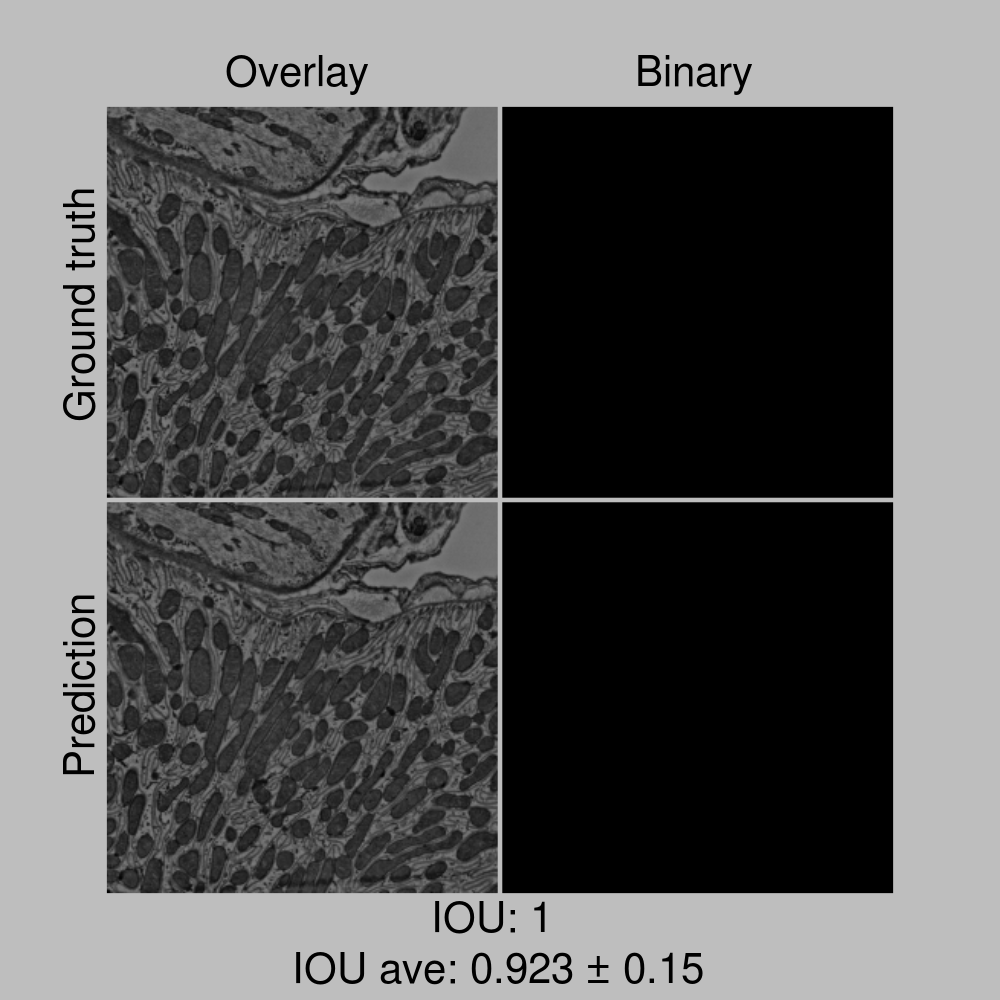 Overlay
Binary
Ground truth
Prediction
IOU: 1
IOU ave: 0.923 ± 0.15